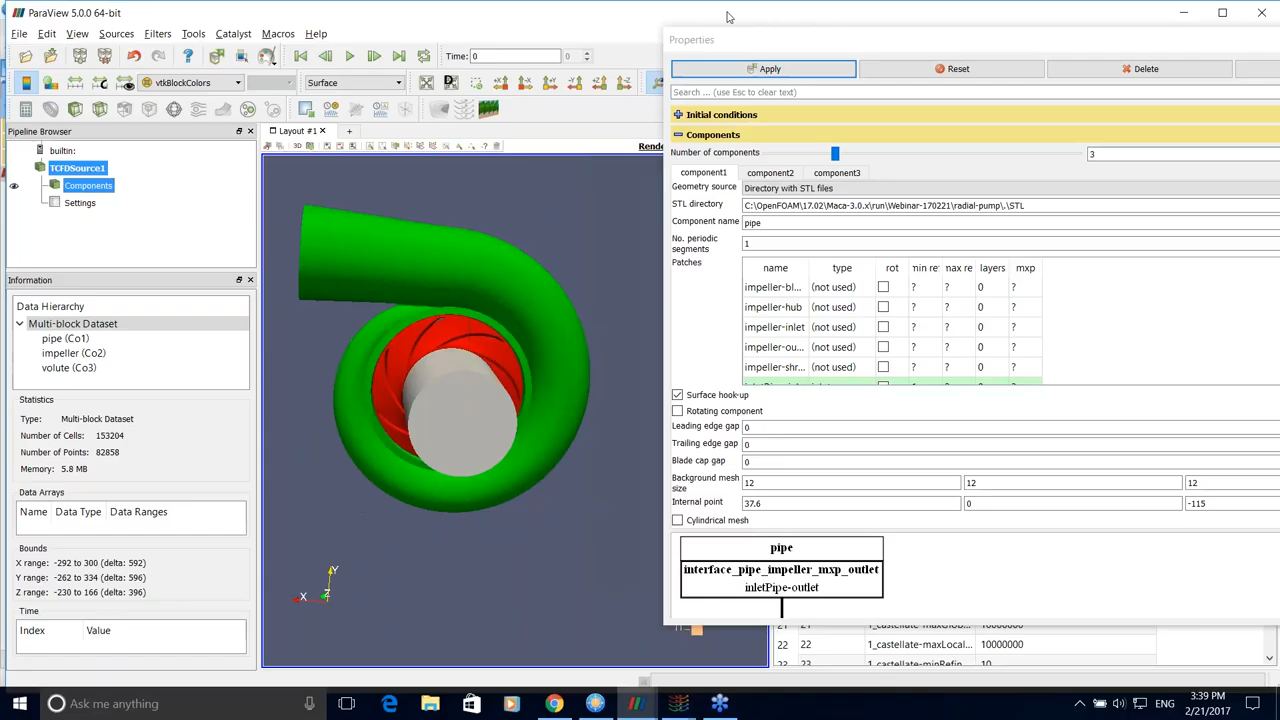 ParaView 5.0.0 64-bit
File Edit View Sources Filters Tools Catalyst Macros Help
Time: 0 0
vtkBlockColors Surface
Pipeline Browser
builtin:
TCFDSource1
Components
Settings
Information
Data Hierarchy
Multi-block Dataset
pipe (Co1)
impeller (Co2)
volute (Co3)
Statistics
Type: Multi-block Dataset
Number of Cells: 153204
Number of Points: 82858
Memory: 5.8 MB
Data Arrays
Name Data Type Data Ranges
Bounds
X range: -292 to 300 (delta: 592)
Y range: -262 to 334 (delta: 596)
Z range: -230 to 166 (delta: 396)
Time
Index Value
Layout #1
3D
Y
X
Z
Properties
Apply Reset Delete
Search ... (use Esc to clear text)
Initial conditions
Components
Number of components 3
component1 component2 component3
Geometry source Directory with STL files
STL directory C:\OpenFOAM\17.02\Maca-3.0.x\run\Webinar-170221\radial-pump\.\STL
Component name pipe
No. periodic segments 1
Patches
name type rot layers mxp
impeller-bl... (not used) ? ? 0 ?
impeller-hub (not used) ? ? 0 ?
impeller-inlet (not used) ? ? 0 ?
impeller-ou... (not used) ? ? 0 ?
impeller-shr... (not used) ? ? 0 ?
Surface hook-up
Rotating component
Leading edge gap 0
Trailing edge gap 0
Blade cap gap 0
Background mesh size 12 12 12
Internal point 37.6 0 -115
Cylindrical mesh
pipe
interface_pipe_impeller_mxp_outlet
inletPipe-outlet
22 22 1_castellate-maxLocal... 10000000
Ask me anything
ENG
3:39 PM
2/21/2017